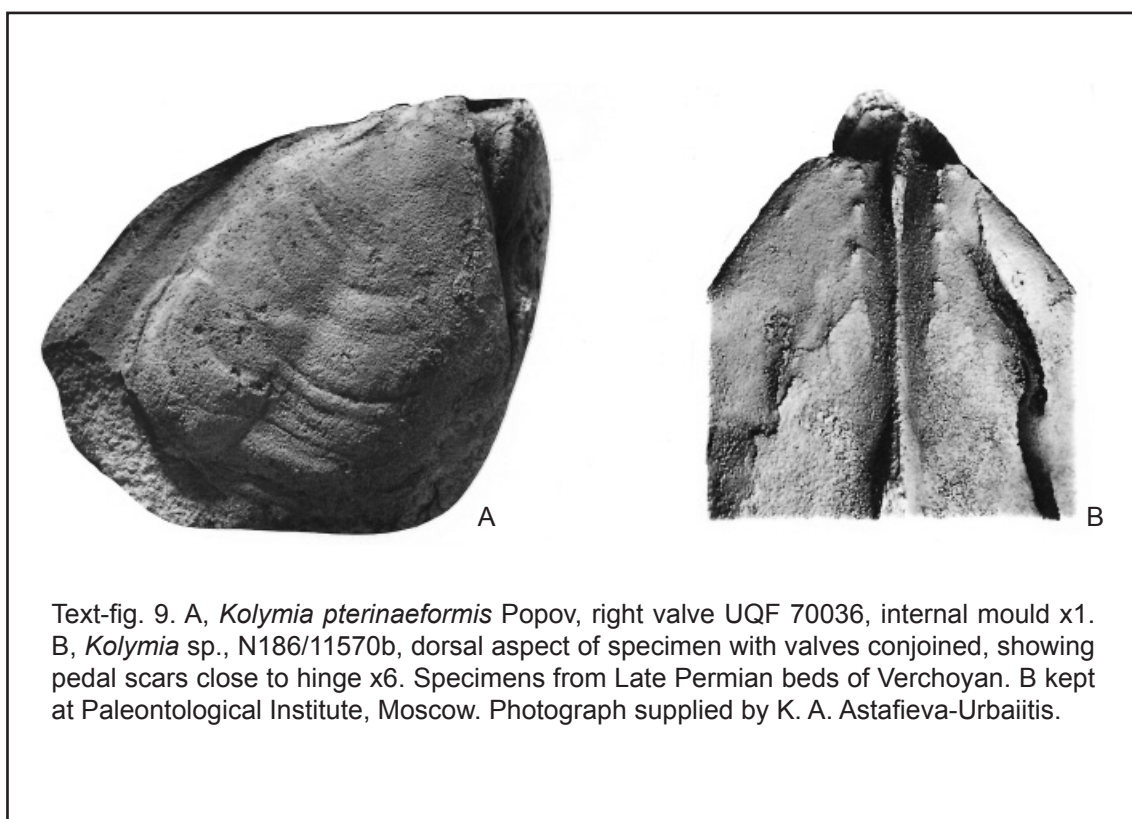 A
B
Text-fig. 9. A, Kolymia pterinaeformis Popov, right valve UQF 70036, internal mould x1.
B, Kolymia sp., N186/11570b, dorsal aspect of specimen with valves conjoined, showing
pedal scars close to hinge x6. Specimens from Late Permian beds of Verchoyan. B kept
at Paleontological Institute, Moscow. Photograph supplied by K. A. Astafieva-Urbaiitis.